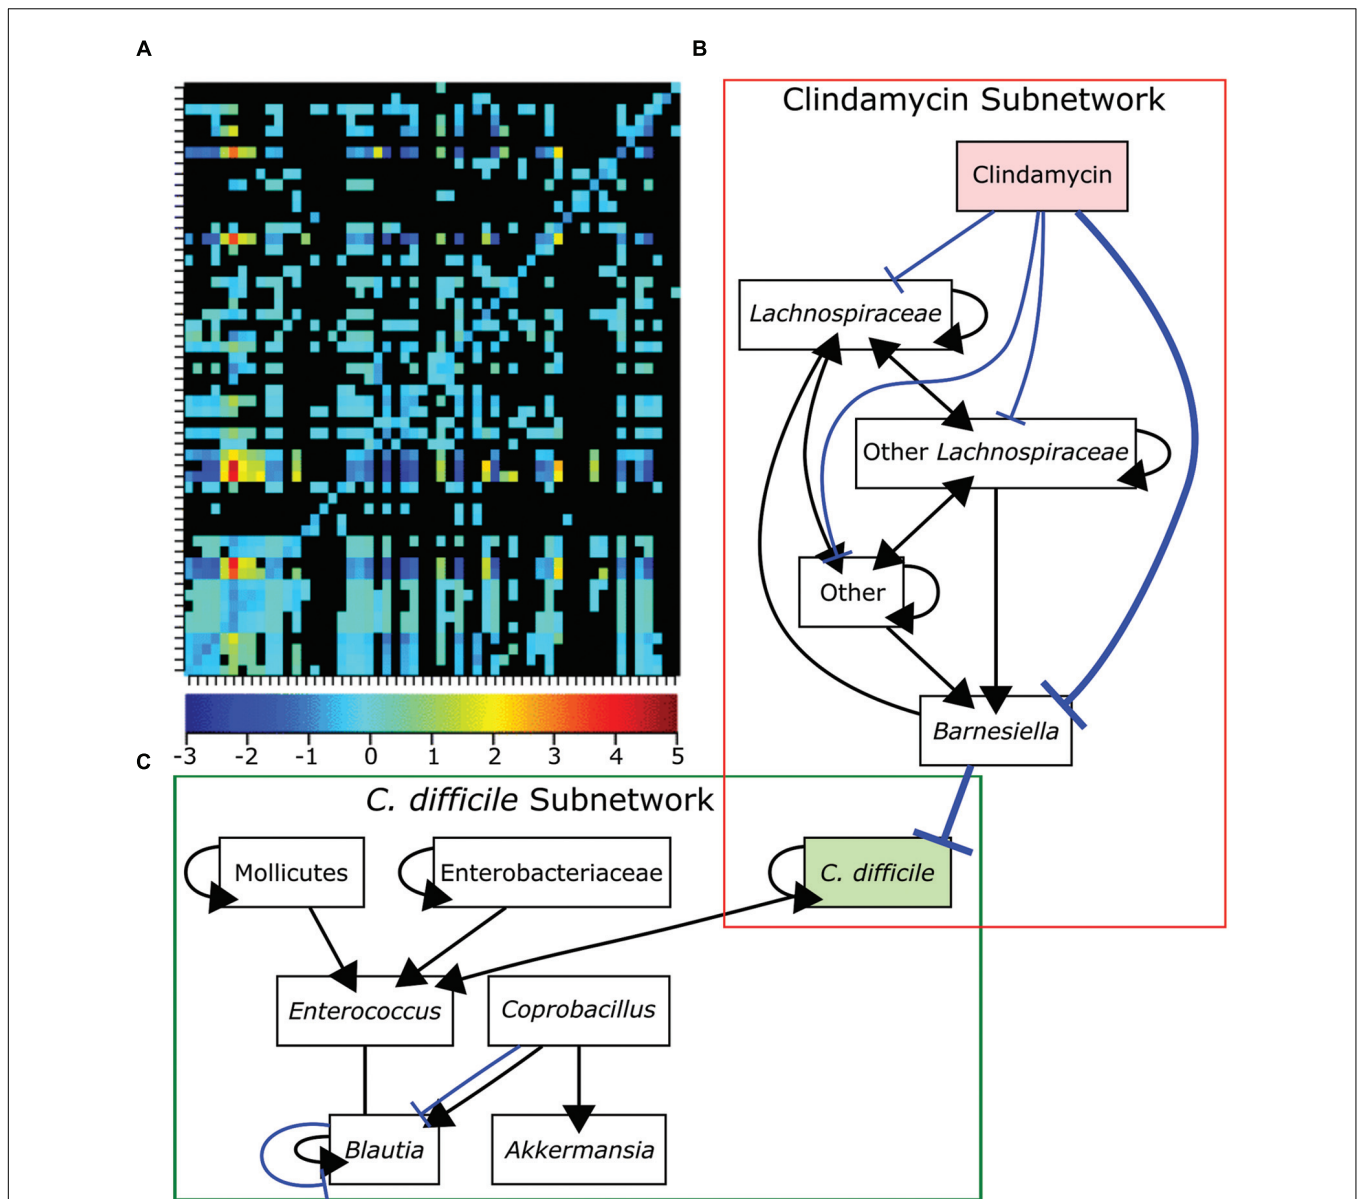 A
B
Clindamycin Subnetwork
Clindamycin
Lachnospiraceae
Other Lachnospiraceae
Other
Barnesiella
-3 -2 -1 0 1 2 3 4 5
C
C. difficile Subnetwork
Mollicutes
Enterobacteriaceae
C. difficile
Enterococcus
Coprobacillus
Blautia
Akkermansia